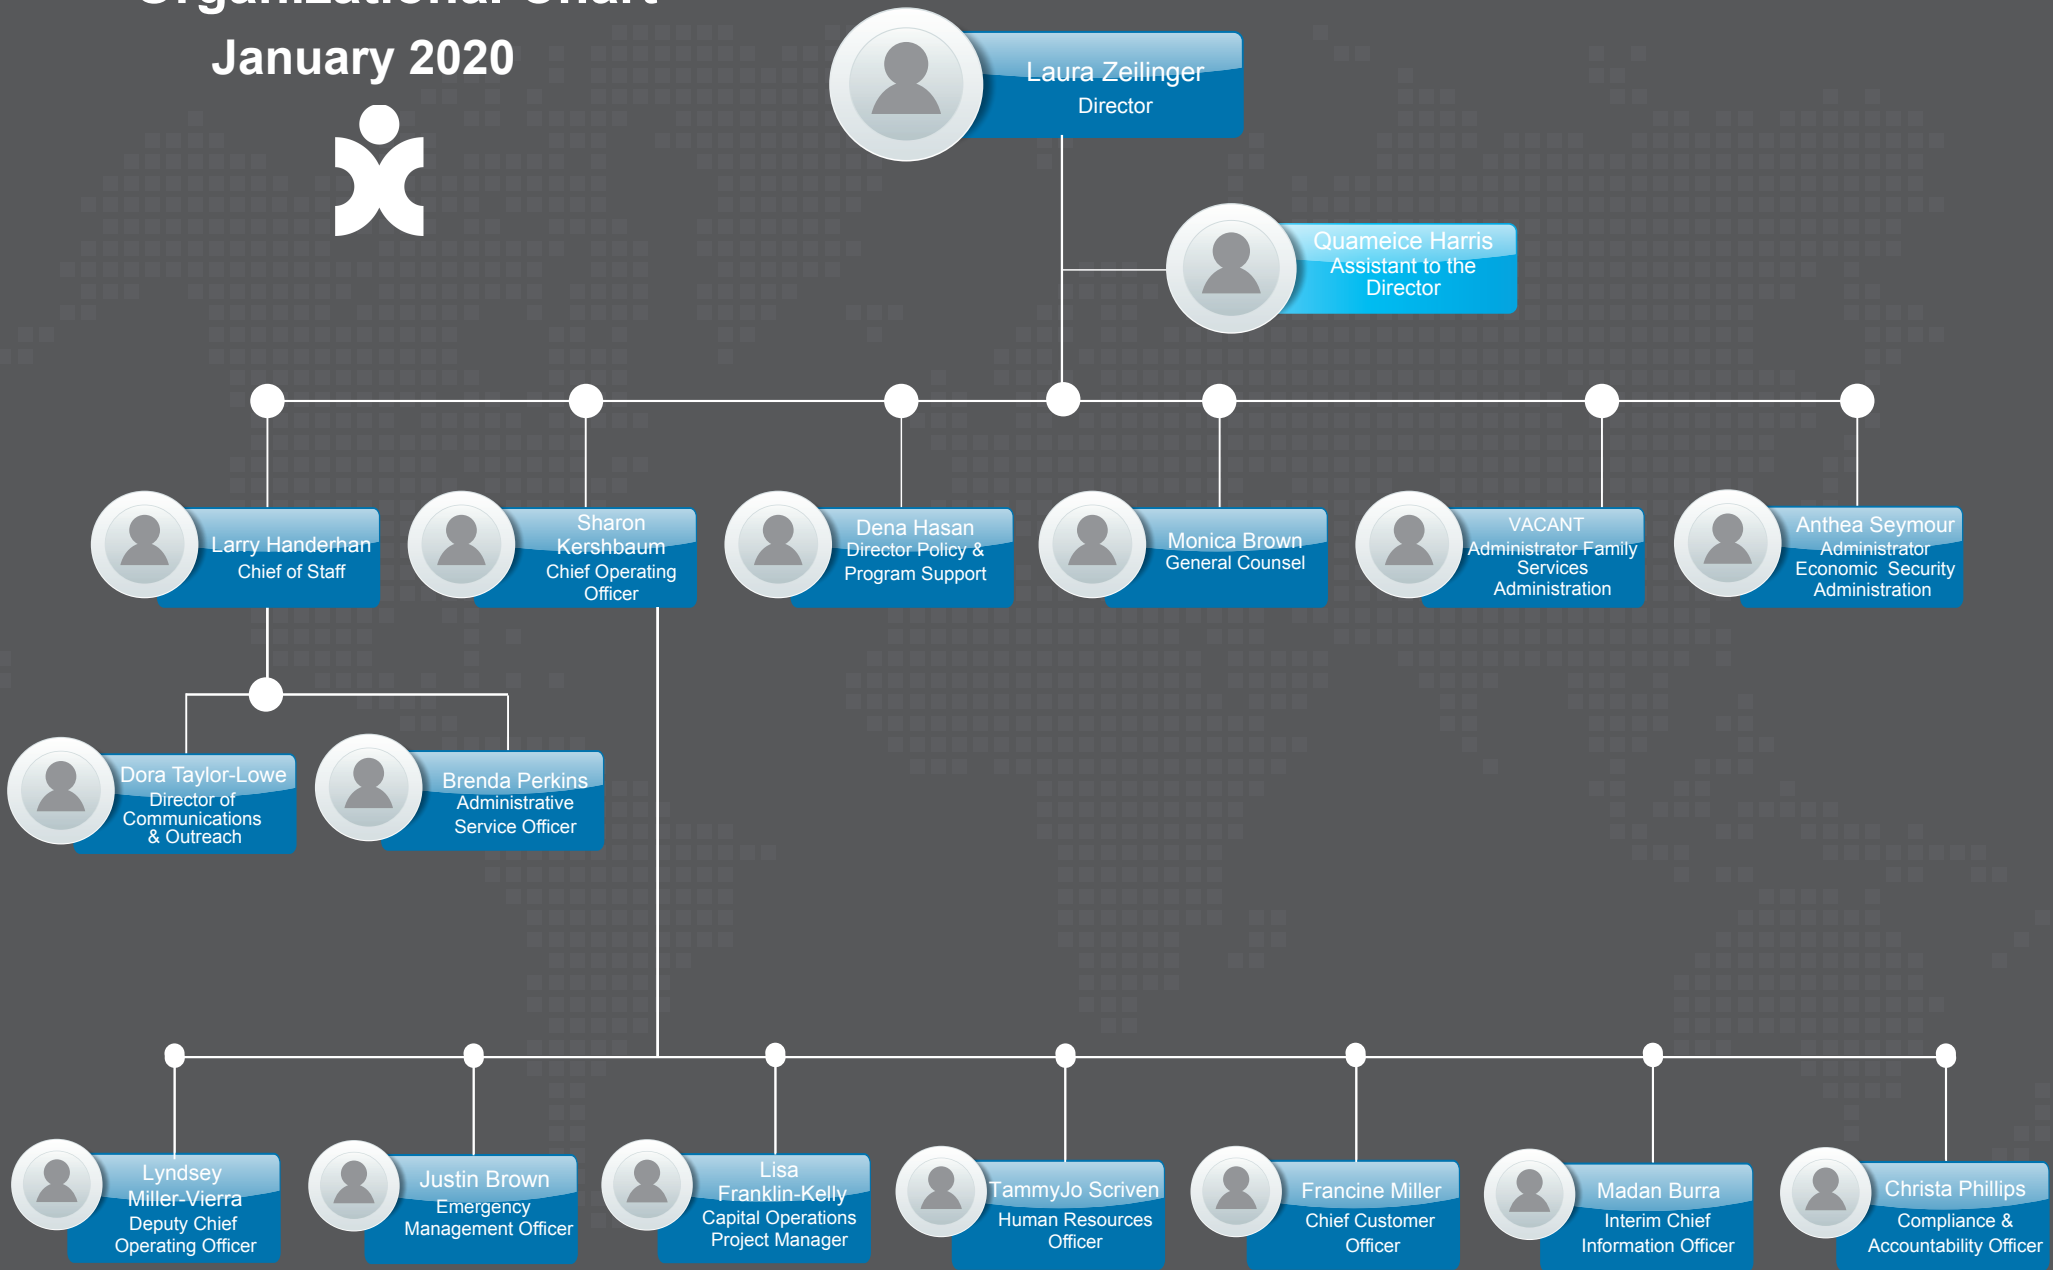 Organizational Chart
January 2020
Laura Zeilinger
Director
Quameice Harris
Assistant to the
Director
Larry Handerhan
Chief of Staff
Sharon
Kershbaum
Chief Operating
Officer
Dena Hasan
Director Policy &
Program Support
Monica Brown
General Counsel
VACANT
Administrator Family
Services
Administration
Anthea Seymour
Administrator
Economic Security
Administration
Dora Taylor-Lowe
Director of
Communications
& Outreach
Brenda Perkins
Administrative
Service Officer
Lyndsey
Miller-Vierra
Deputy Chief
Operating Officer
Justin Brown
Emergency
Management Officer
Lisa
Franklin-Kelly
Capital Operations
Project Manager
TammyJo Scriven
Human Resources
Officer
Francine Miller
Chief Customer
Officer
Madan Burra
Interim Chief
Information Officer
Christa Phillips
Compliance &
Accountability Officer